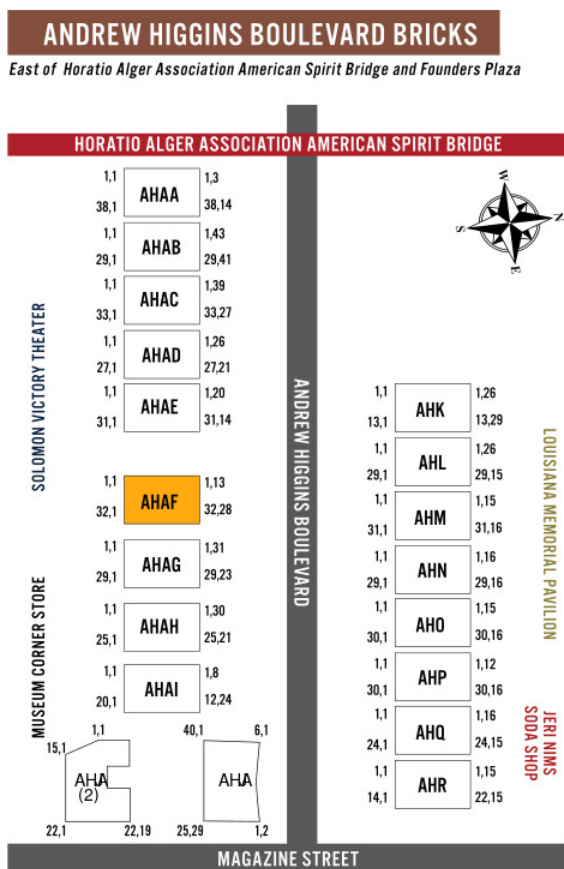 ANDREW HIGGINS BOULEVARD BRICKS
East of Horatio Alger Association American Spirit Bridge and Founders Plaza
HORATIO ALGER ASSOCIATION AMERICAN SPIRIT BRIDGE
1,1 AHAA 1,3
38,1 38,14
1,1 AHAB 1,43
29,1 29,41
1,1 AHAC 1,39
33,1 33,27
1,1 AHAD 1,26
27,1 27,21
1,1 AHAE 1,20
31,1 31,14
1,1 AHAF 1,13
32,1 32,28
1,1 AHAG 1,31
29,1 29,23
1,1 AHAH 1,30
25,1 25,21
1,1 AHAI 1,8
20,1 12,24
1,1
15,1
AHA
(2)
22,1 22,19
40,1 6,1
AHA
25,29 1,2
SOLOMON VICTORY THEATER
MUSEUM CORNER STORE
ANDREW HIGGINS BOULEVARD
W
N
S
E
1,1 AHK 1,26
13,1 13,29
1,1 AHL 1,26
29,1 29,15
1,1 AHM 1,15
31,1 31,16
1,1 AHN 1,16
29,1 29,16
1,1 AHO 1,15
30,1 30,16
1,1 AHP 1,12
30,1 30,16
1,1 AHQ 1,16
24,1 24,15
1,1 AHR 1,15
14,1 22,15
LOUISIANA MEMORIAL PAVILION
JERI NIMS
SODA SHOP
MAGAZINE STREET